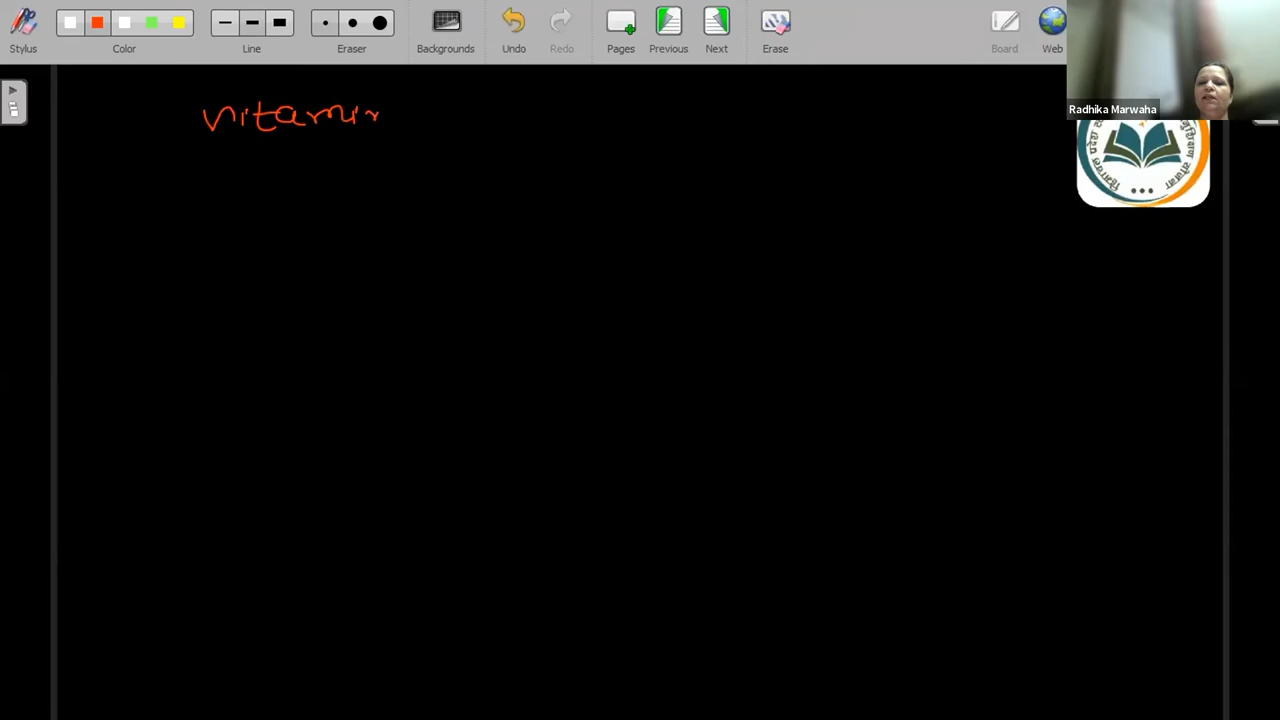 Stylus Color Line Eraser Backgrounds Undo Redo Pages Previous Next Erase Board Web
Radhika Marwaha
vitamin